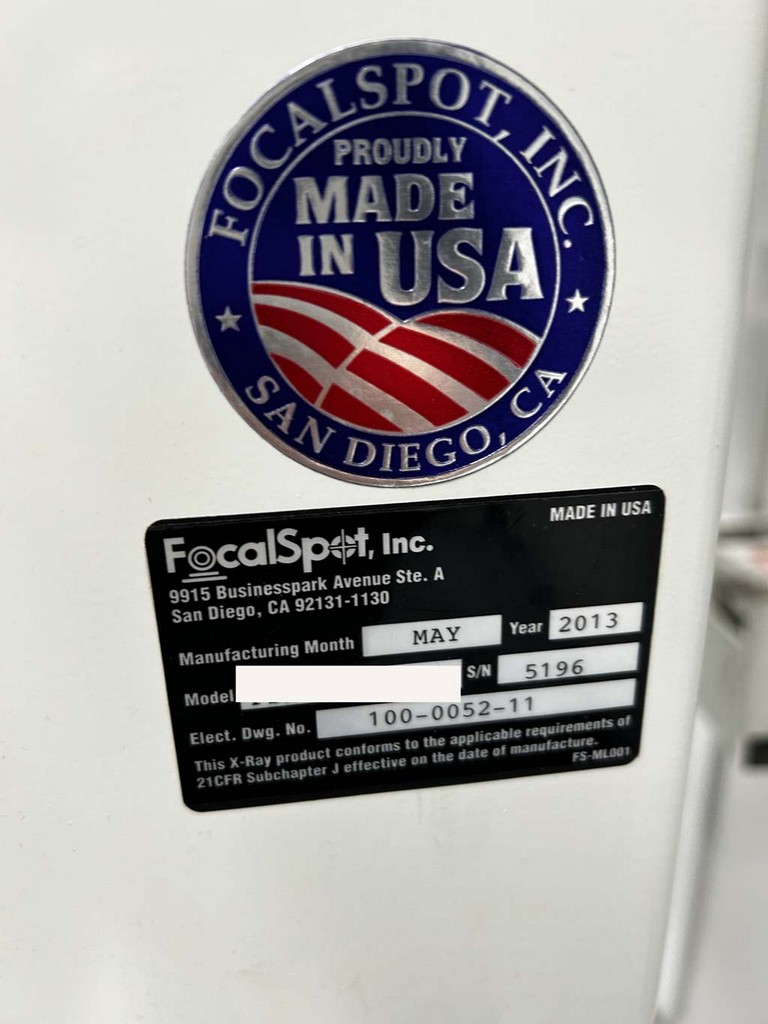 FOCALSPOT, INC.
PROUDLY
MADE
IN USA
SAN DIEGO, CA
MADE IN USA
FocalSpot, Inc.
9915 Businesspark Avenue Ste. A
San Diego, CA 92131-1130
Manufacturing Month MAY Year 2013
Model S/N 5196
Elect. Dwg. No. 100-0052-11
This X-Ray product conforms to the applicable requirements of
21CFR Subchapter J effective on the date of manufacture.
FS-ML001